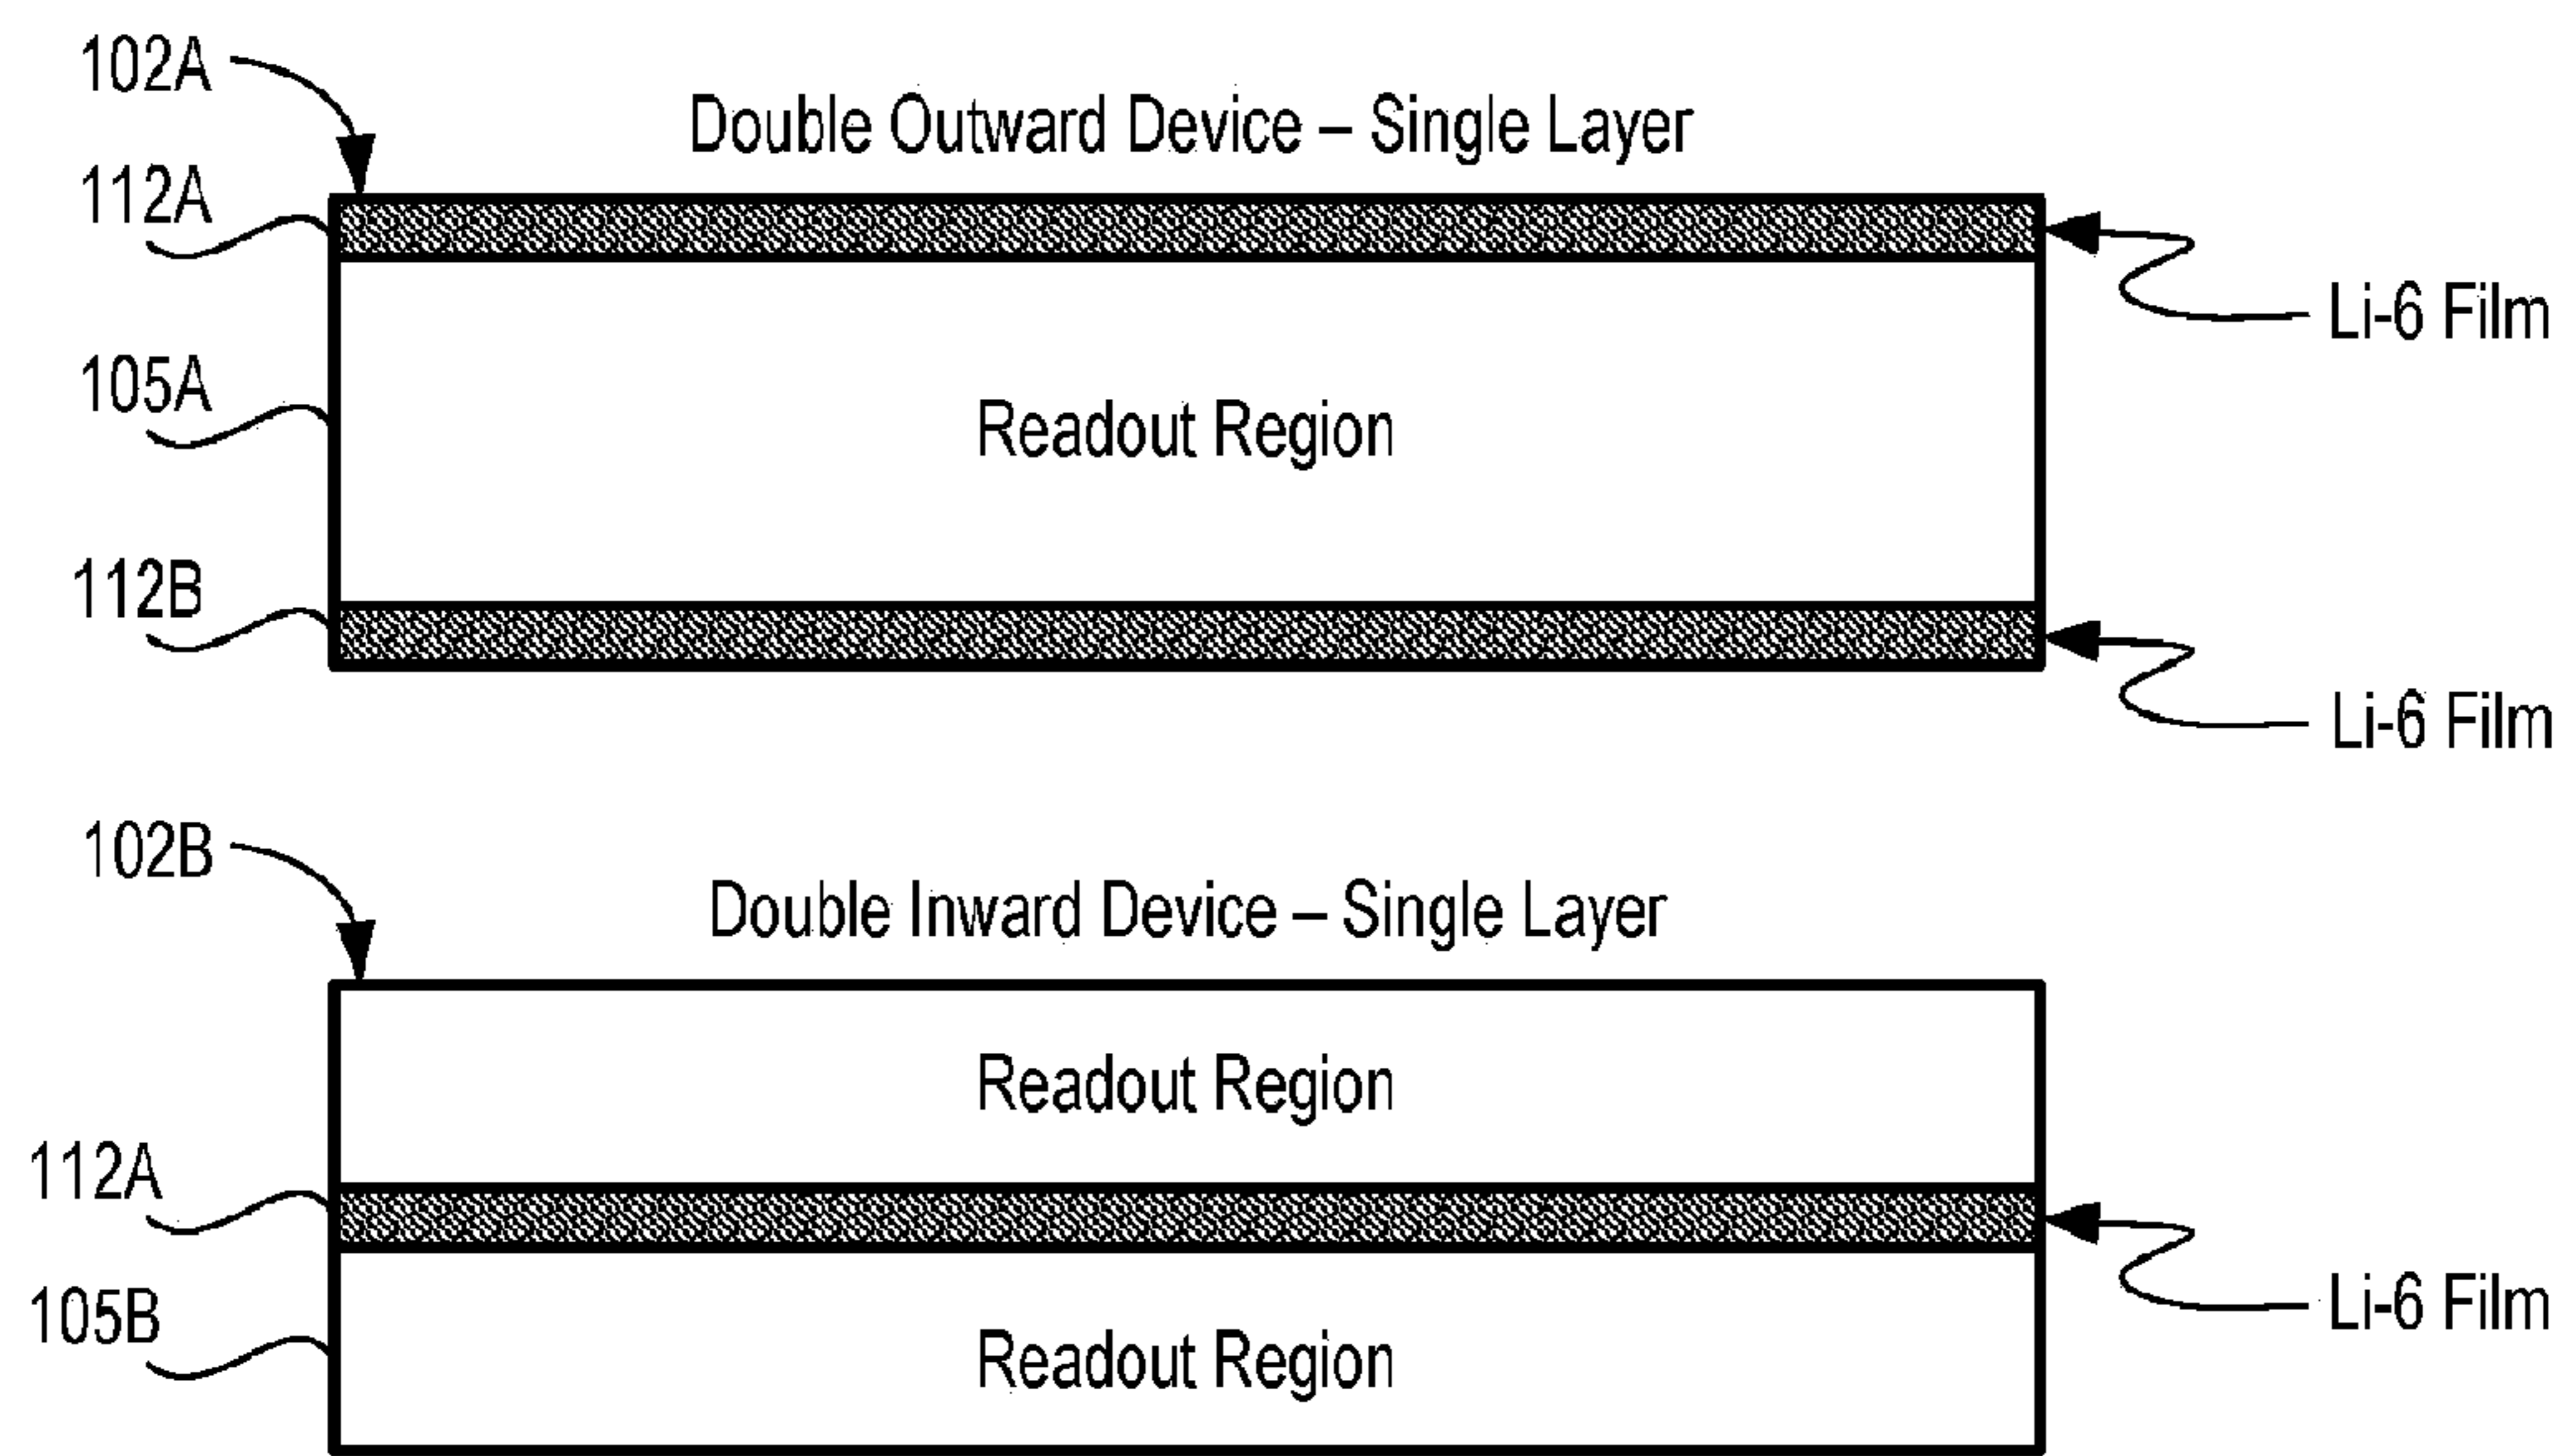 102A
Double Outward Device – Single Layer
112A
Li-6 Film
105A
Readout Region
112B
Li-6 Film
102B
Double Inward Device – Single Layer
Readout Region
112A
Li-6 Film
105B
Readout Region